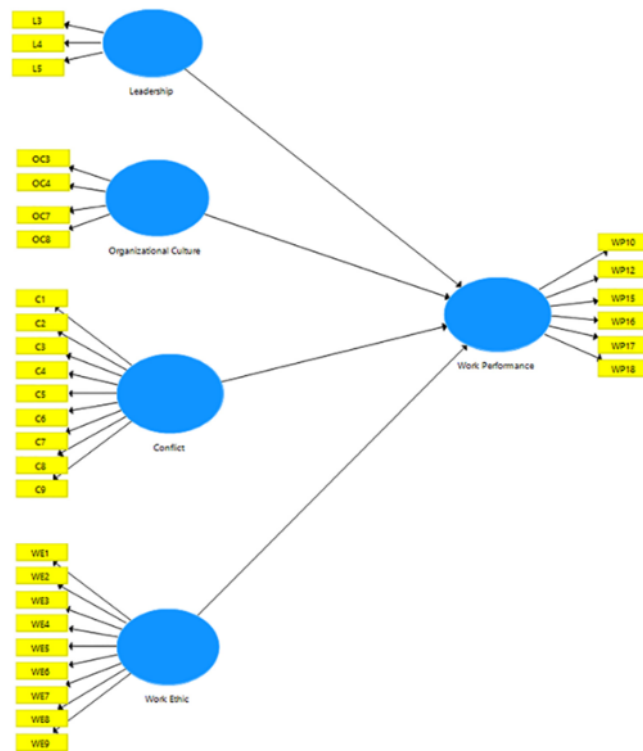 L3
L4
L5
Leadership
OC3
OC4
OC7
OC8
Organizational Culture
C1
C2
C3
C4
C5
C6
C7
C8
C9
Conflict
WE1
WE2
WE3
WE4
WE5
WE6
WE7
WE8
WE9
Work Ethic
WP10
WP12
WP15
WP16
WP17
WP18
Work Performance